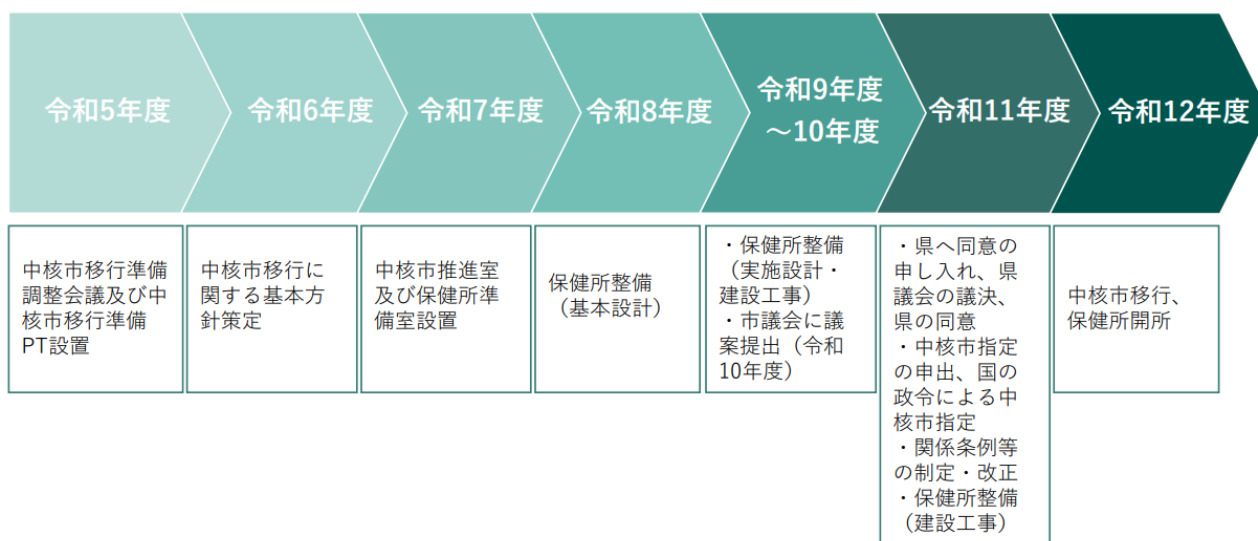 令和5年度
令和6年度
令和7年度
令和8年度
令和9年度
～10年度
令和11年度
令和12年度
中核市移行準備
調整会議及び中
核市移行準備
PT設置
中核市移行に
関する基本方
針策定
中核市推進室
及び保健所準
備室設置
保健所整備
（基本設計）
・保健所整備
（実施設計・
建設工事）
・市議会に議
案提出（令和
10年度）
・県へ同意の
申し入れ、県
議会の議決、
県の同意
・中核市指定
の申出、国の
政令による中
核市指定
・関係条例等
の制定・改正
・保健所整備
（建設工事）
中核市移行、
保健所開所